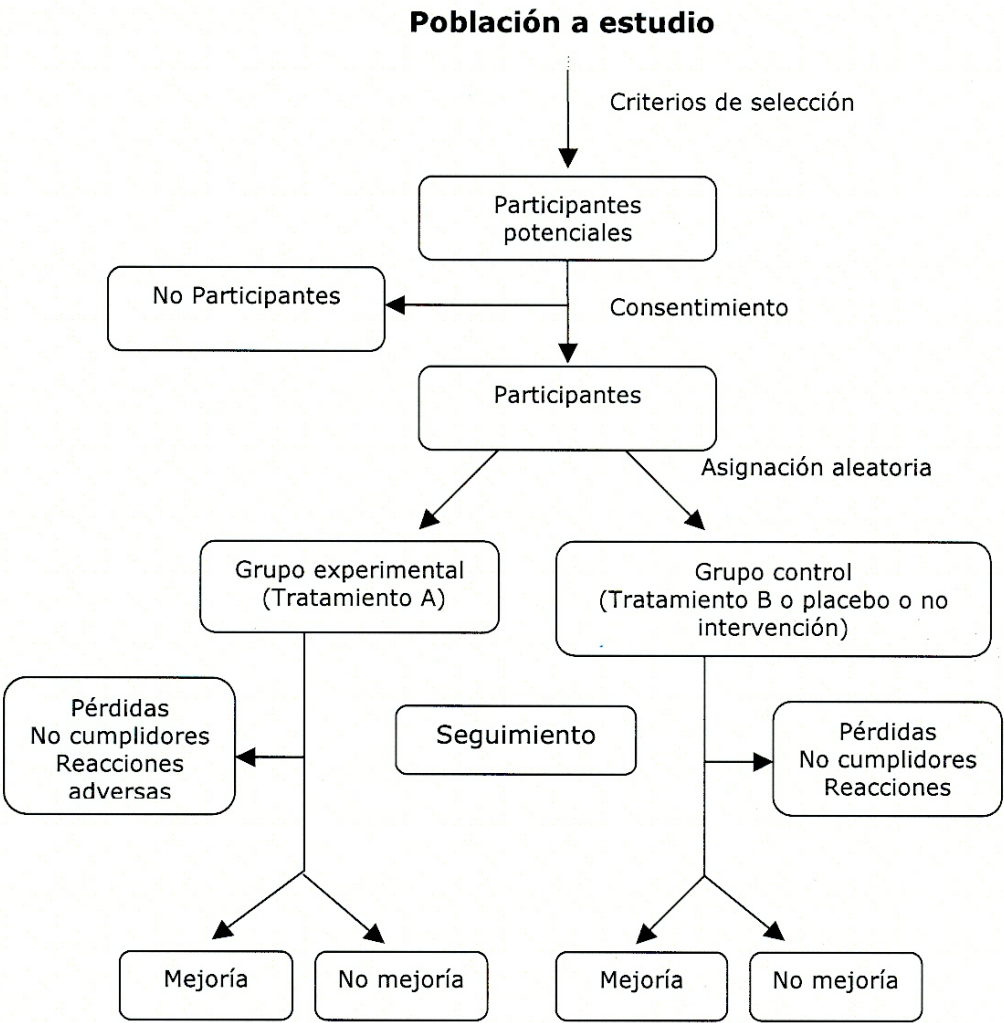 Población a estudio
Criterios de selección
Participantes
potenciales
No Participantes
Consentimiento
Participantes
Asignación aleatoria
Grupo experimental
(Tratamiento A)
Grupo control
(Tratamiento B o placebo o no
intervención)
Pérdidas
No cumplidores
Reacciones
adversas
Seguimiento
Pérdidas
No cumplidores
Reacciones
Mejoría
No mejoría
Mejoría
No mejoría